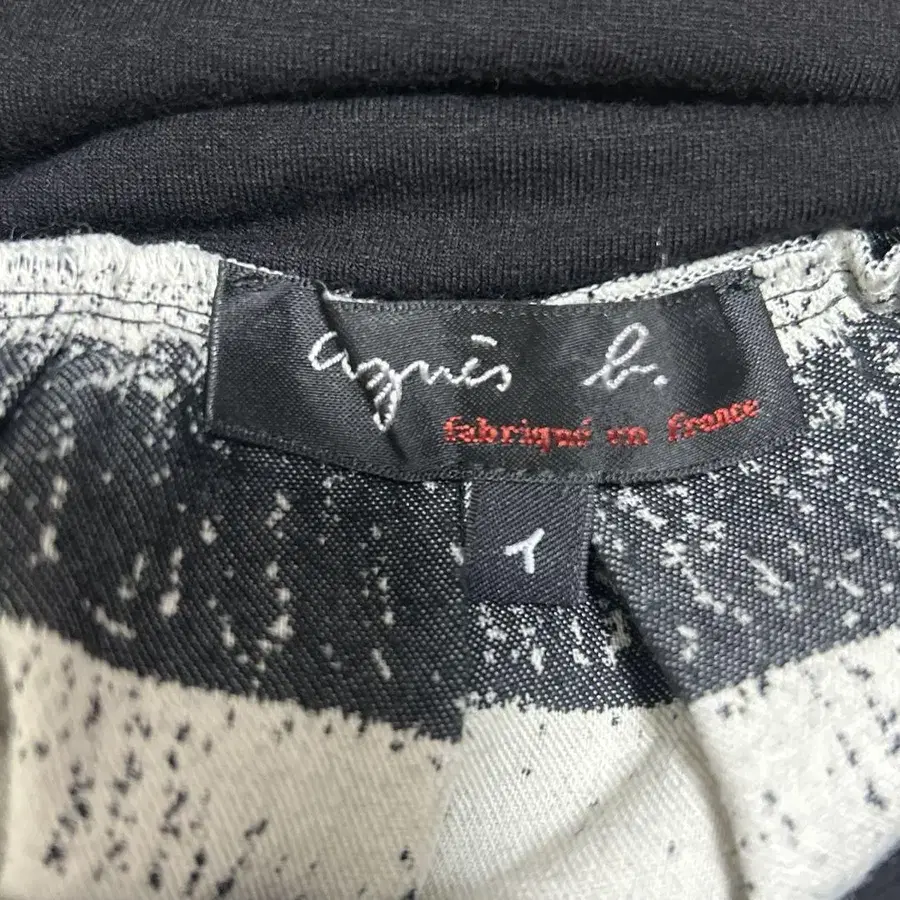 agnès b.
fabriqué en france
1